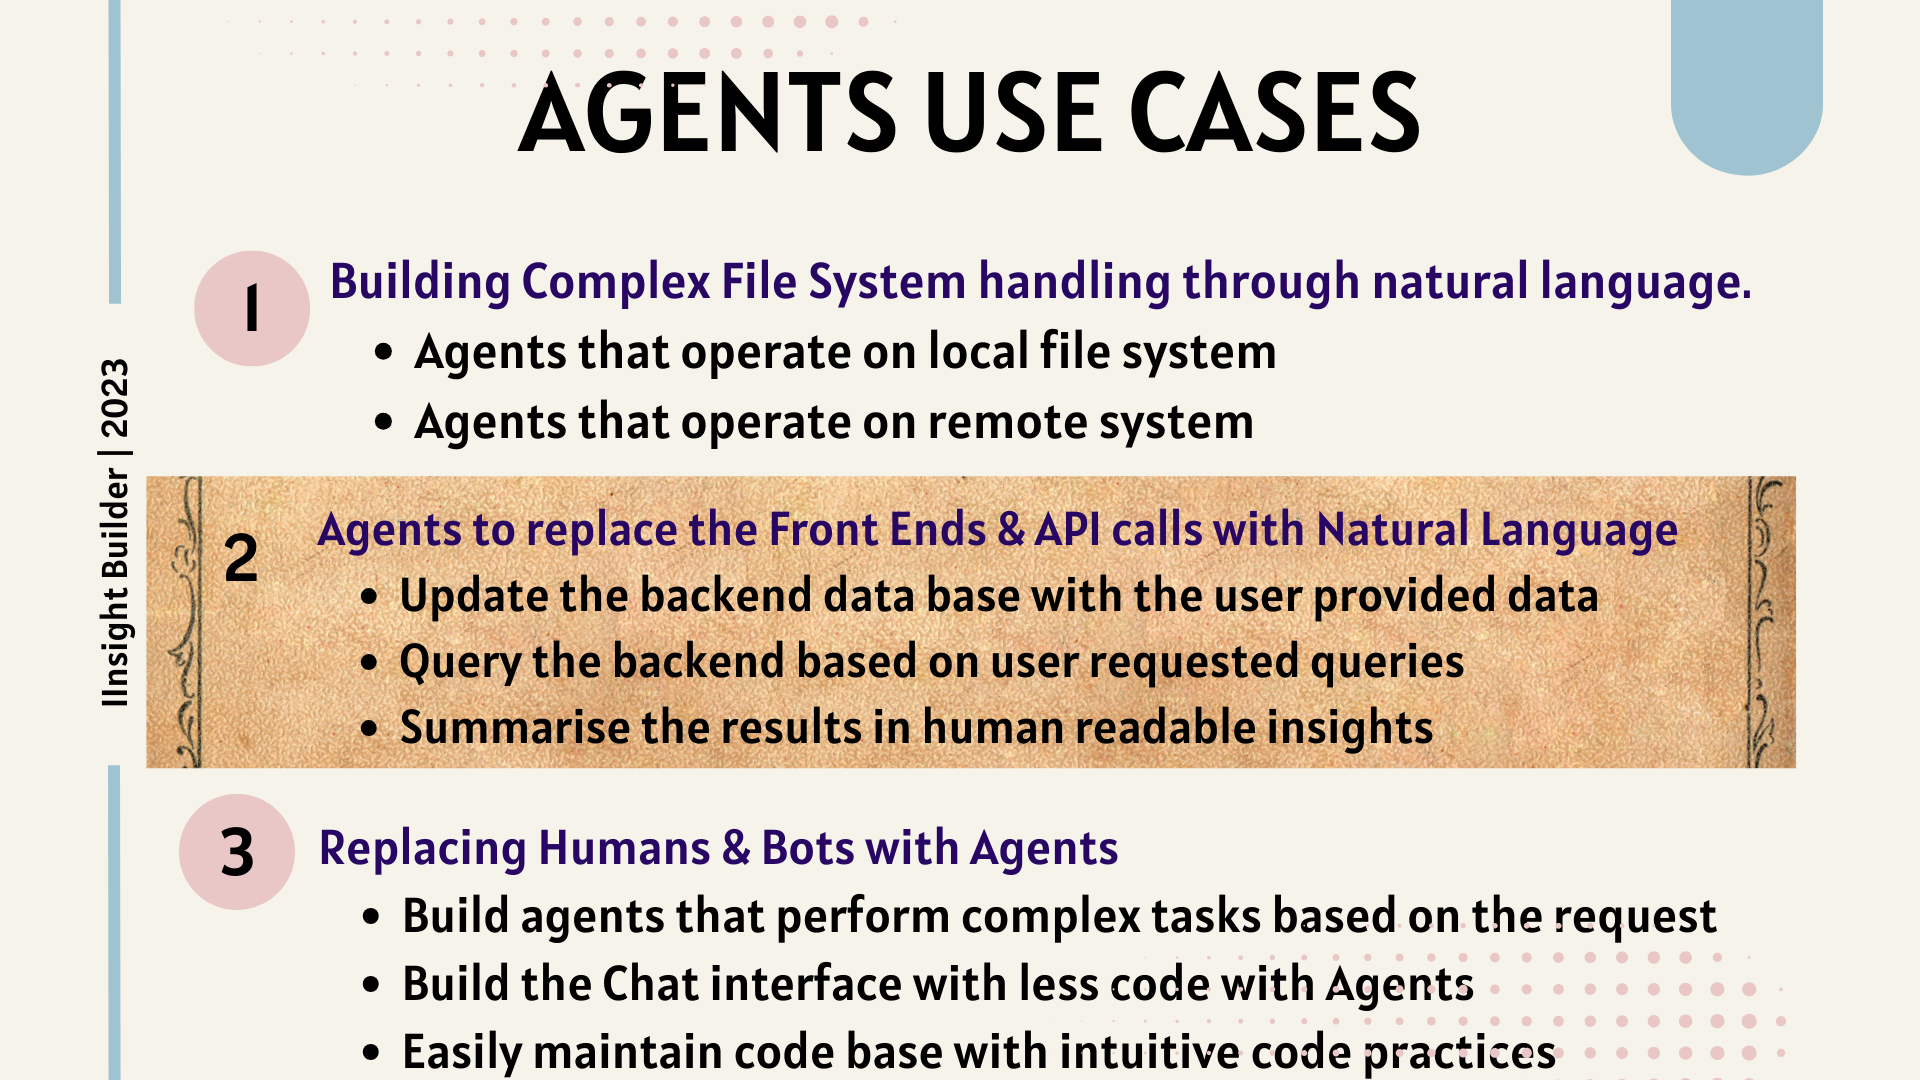 AGENTS USE CASES
1
Building Complex File System handling through natural language.
• Agents that operate on local file system
• Agents that operate on remote system
IInsight Builder | 2023
2
Agents to replace the Front Ends & API calls with Natural Language
• Update the backend data base with the user provided data
• Query the backend based on user requested queries
• Summarise the results in human readable insights
3
Replacing Humans & Bots with Agents
• Build agents that perform complex tasks based on the request
• Build the Chat interface with less code with Agents
• Easily maintain code base with intuitive code practices